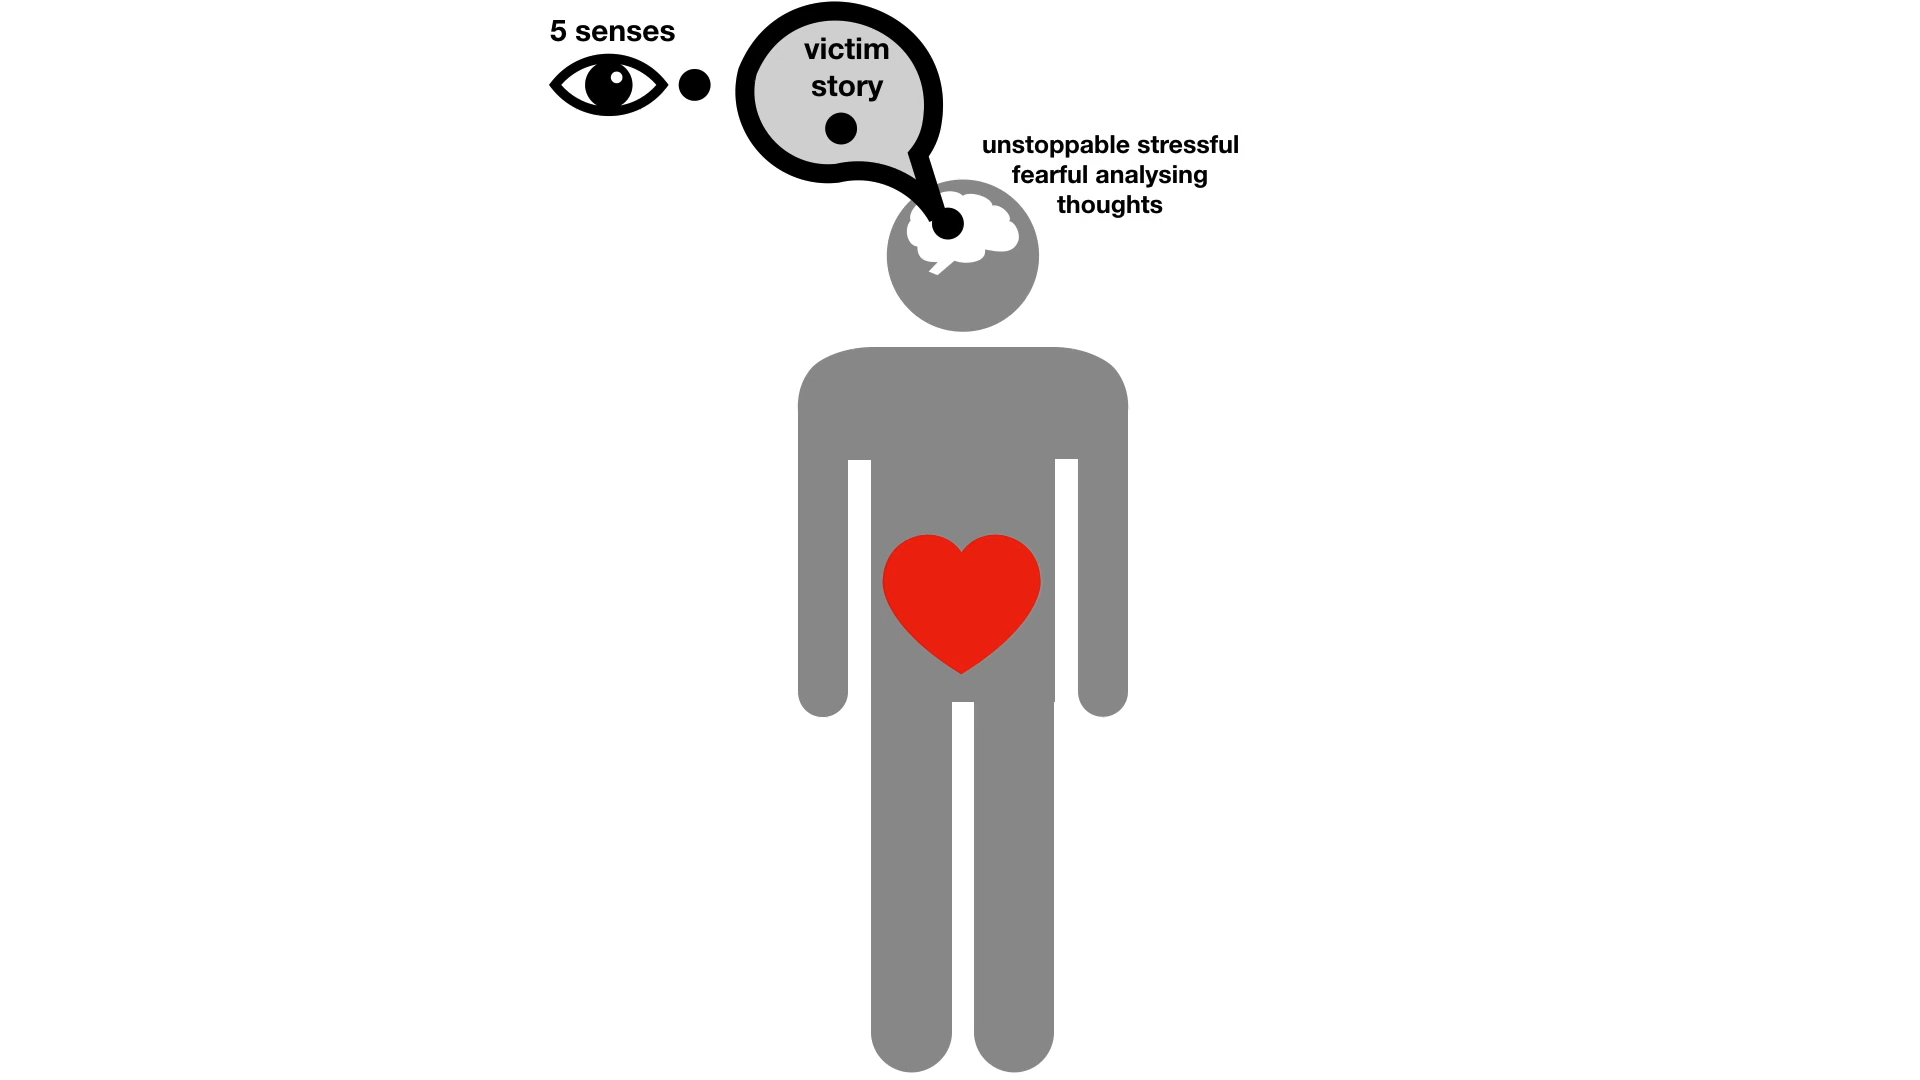 5 senses
victim
story
unstoppable stressful
fearful analysing
thoughts